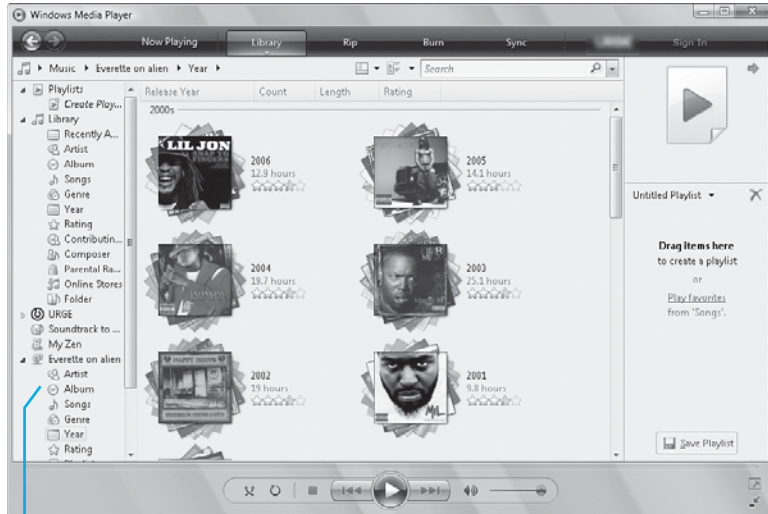 Windows Media Player
Now Playing
Library
Rip
Burn
Sync
Sign In
Music ▸ Everette on alien ▸ Year ▸
Search
Playlists
Create Play...
Library
Recently A...
Artist
Album
Songs
Genre
Year
Rating
Contributin...
Composer
Parental Ra...
Online Stores
Folder
URGE
Soundtrack to ...
My Zen
Everette on alien
Artist
Album
Songs
Genre
Year
Rating
Release Year
Count
Length
Rating
2000s
LIL JON
SNAP YO
FINGERS
2006
12.9 hours
2005
14.1 hours
2004
19.7 hours
2003
25.1 hours
2002
19 hours
2001
9.8 hours
Untitled Playlist
Drag items here
to create a playlist
or
Play favorites
from 'Songs'.
Save Playlist